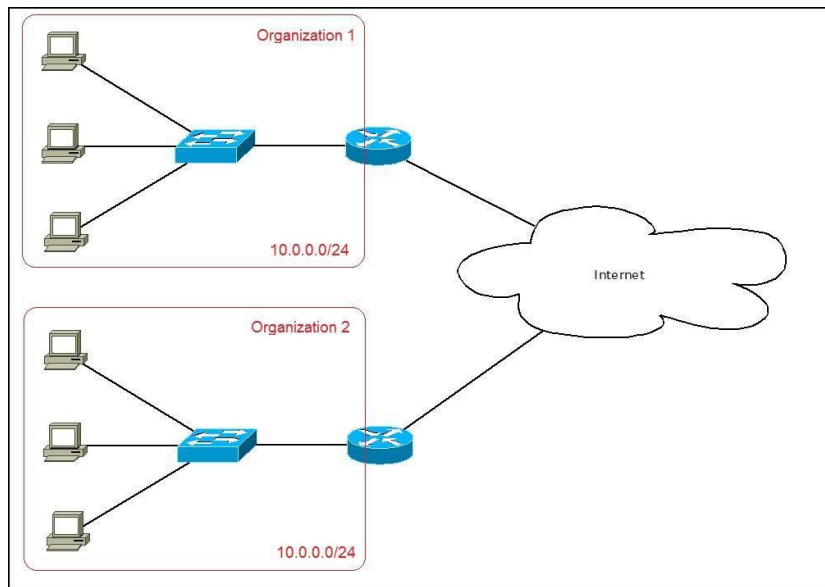 Organization 1
10.0.0.0/24
Internet
Organization 2
10.0.0.0/24